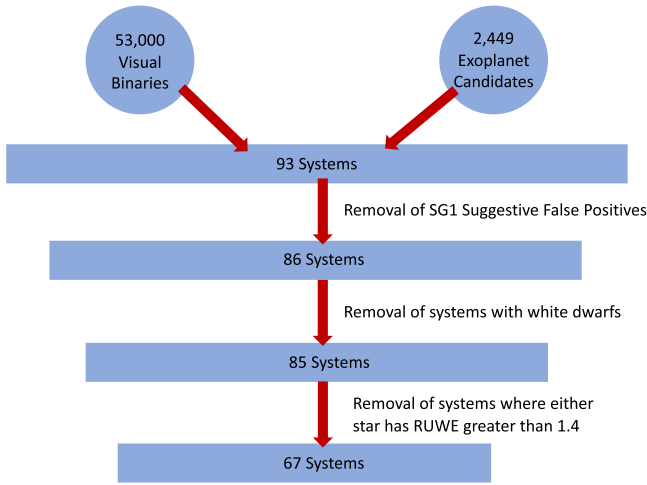 53,000
Visual
Binaries
2,449
Exoplanet
Candidates
93 Systems
Removal of SG1 Suggestive False Positives
86 Systems
Removal of systems with white dwarfs
85 Systems
Removal of systems where either
star has RUWE greater than 1.4
67 Systems